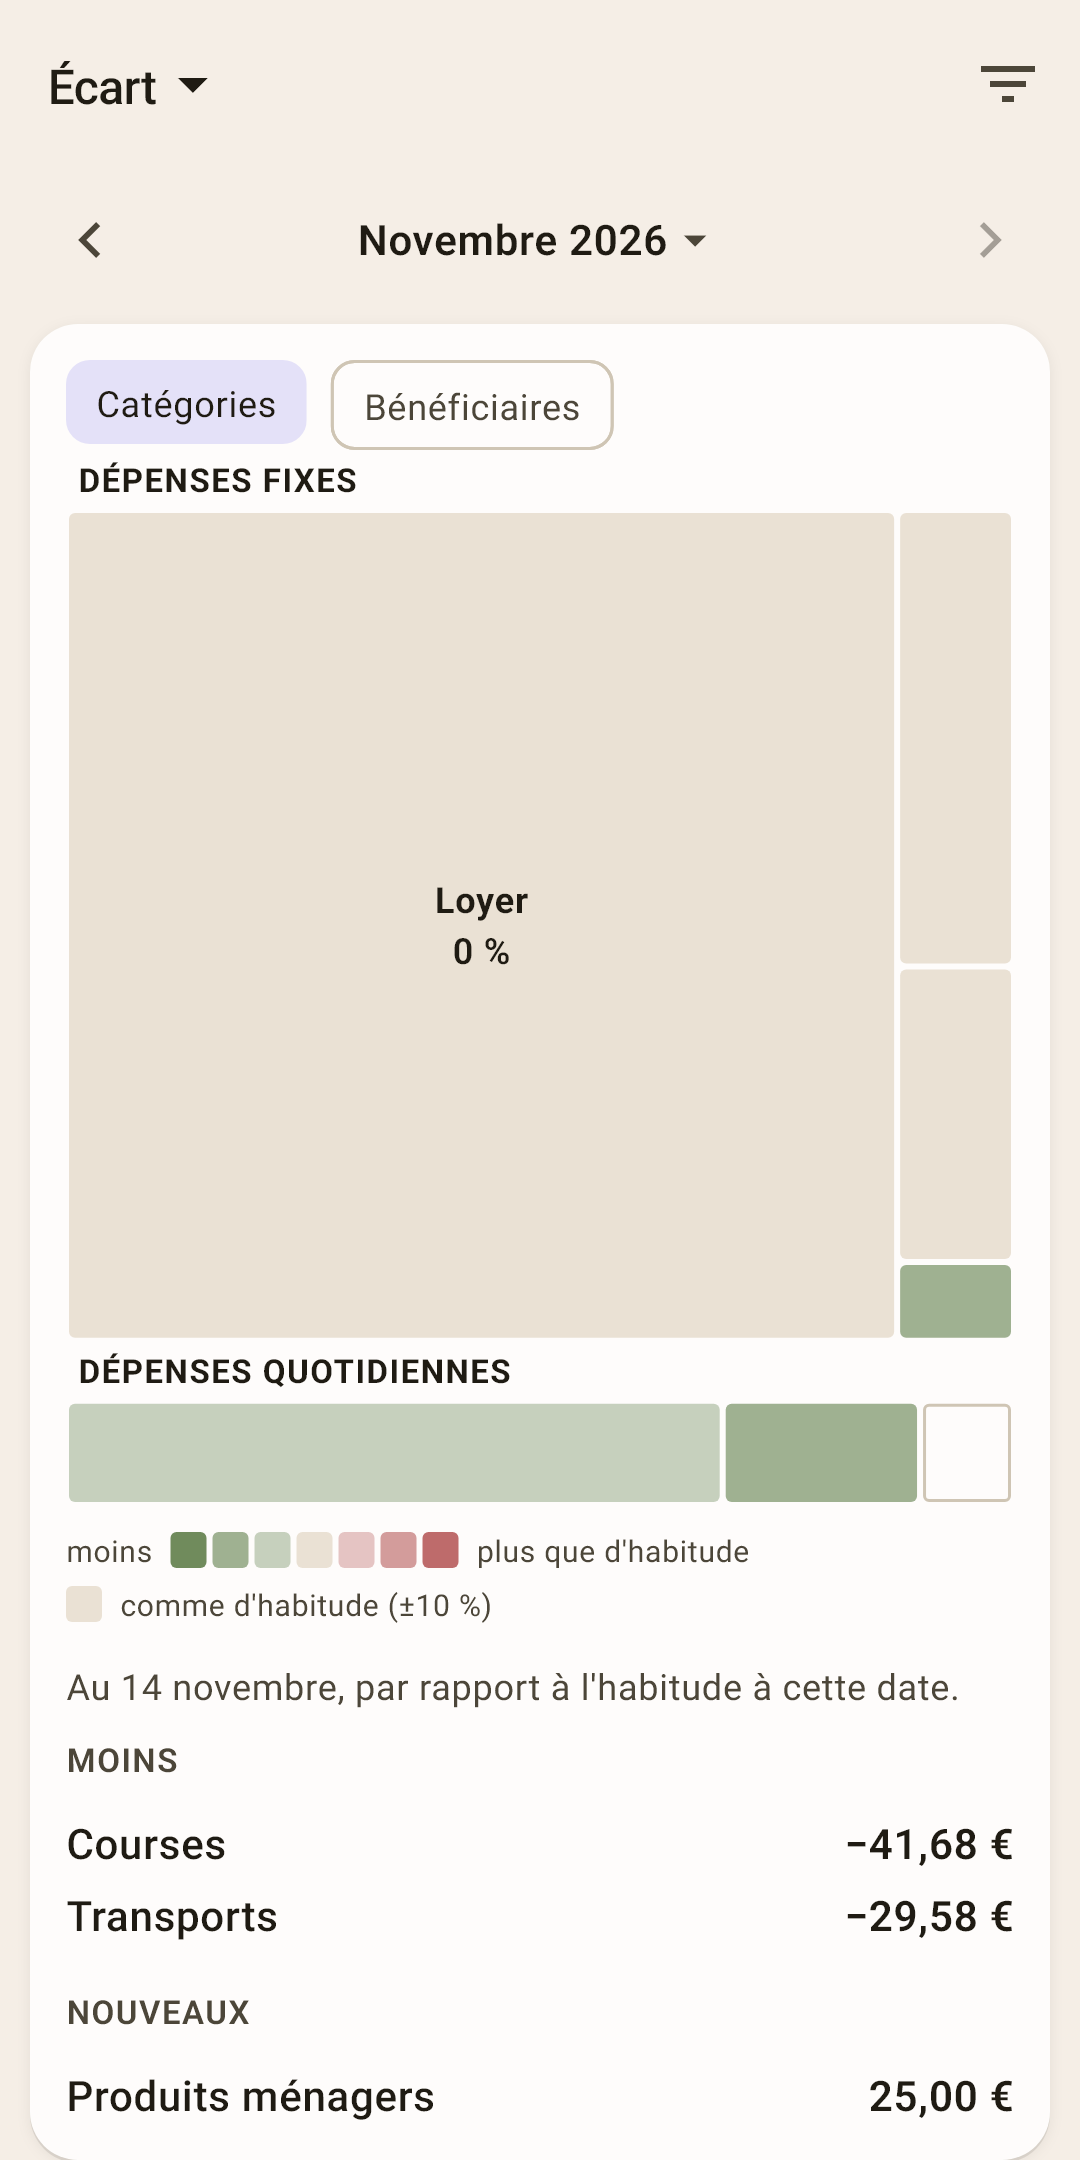 Écart
Novembre 2026
Catégories
Bénéficiaires
DÉPENSES FIXES
Loyer
0 %
DÉPENSES QUOTIDIENNES
moins
plus que d'habitude
comme d'habitude (±10 %)
Au 14 novembre, par rapport à l'habitude à cette date.
MOINS
Courses −41,68 €
Transports −29,58 €
NOUVEAUX
Produits ménagers 25,00 €